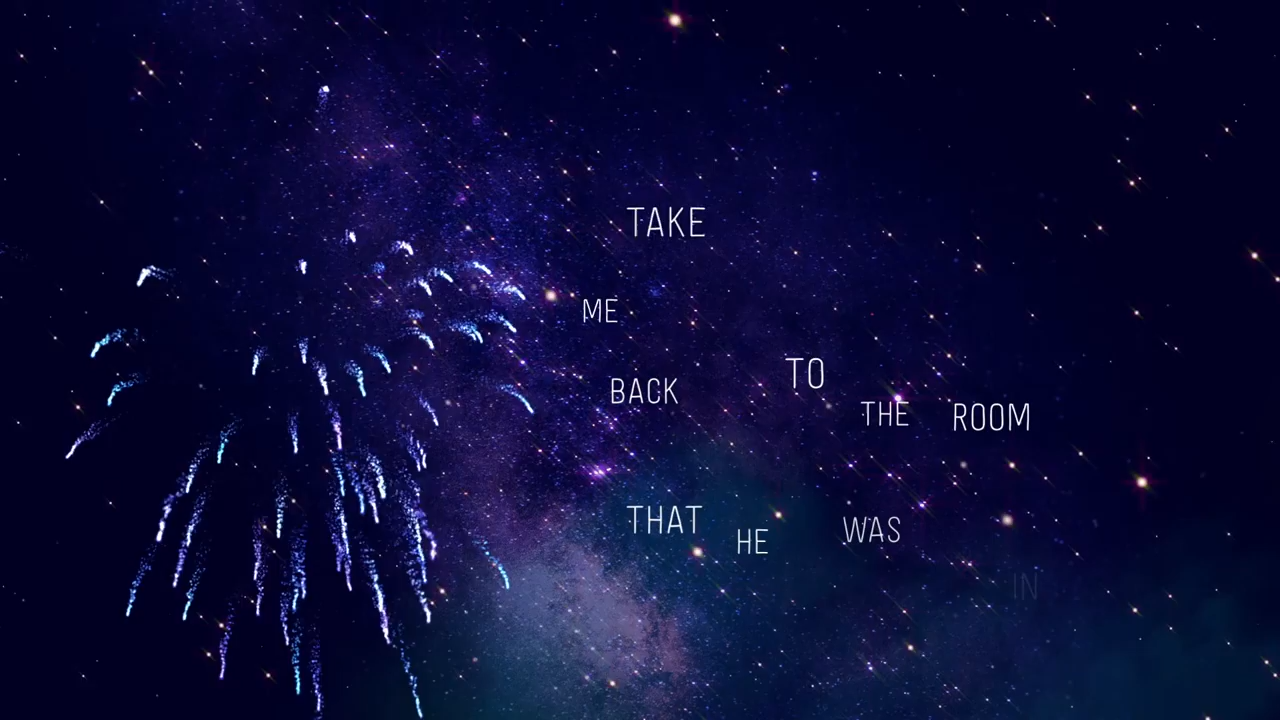 TAKE
ME
BACK
TO
THE ROOM
THAT
HE
WAS
IN